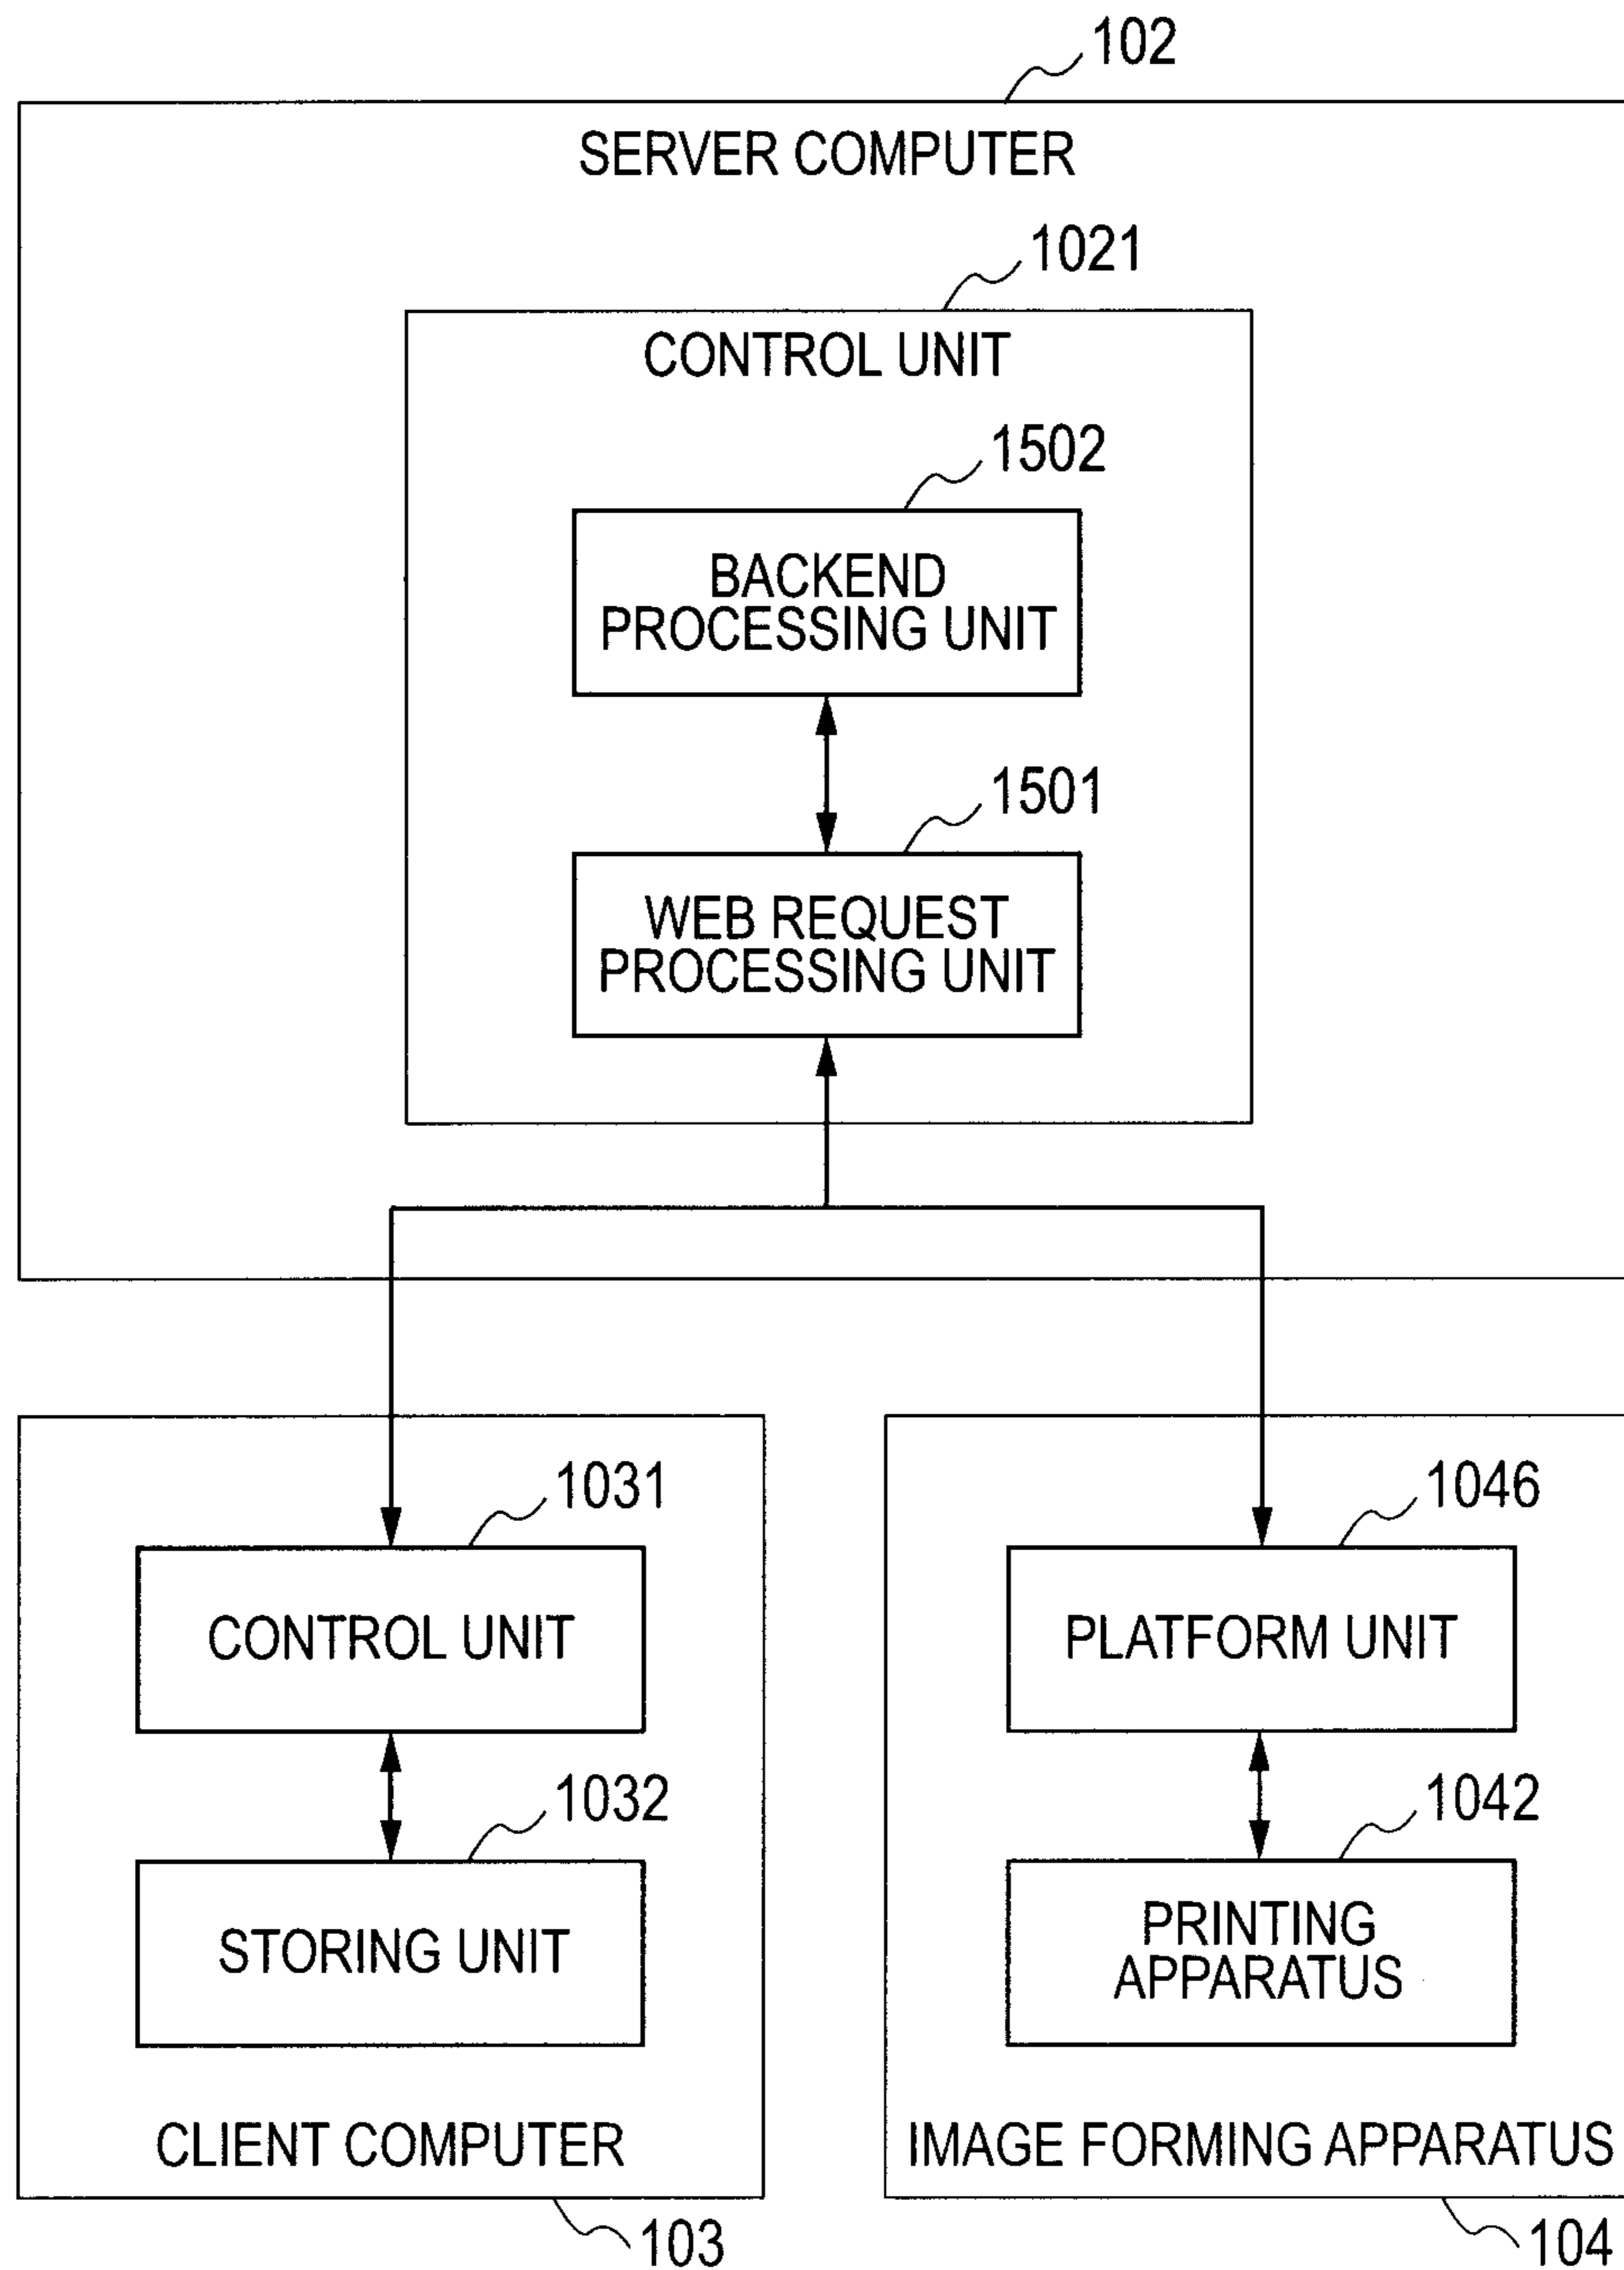 102
SERVER COMPUTER
1021
CONTROL UNIT
1502
BACKEND
PROCESSING UNIT
1501
WEB REQUEST
PROCESSING UNIT
1031
CONTROL UNIT
1032
STORING UNIT
CLIENT COMPUTER
103
1046
PLATFORM UNIT
1042
PRINTING
APPARATUS
IMAGE FORMING APPARATUS
104